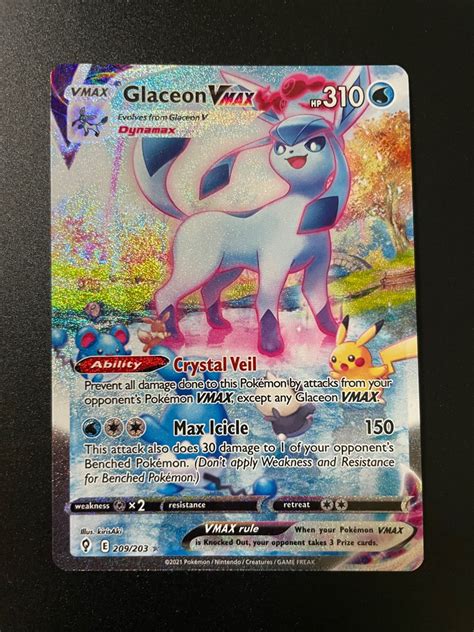 VMAX Glaceon VMAX HP 310
Evolves from Glaceon V
Dynamax
Ability Crystal Veil
Prevent all damage done to this Pokémon by attacks from your
opponent's Pokémon VMAX, except any Glaceon VMAX.
Max Icicle 150
This attack also does 30 damage to 1 of your opponent's
Benched Pokémon. (Don't apply Weakness and Resistance
for Benched Pokémon.)
weakness ×2 resistance retreat
Illus. kirisAki
VMAX rule When your Pokémon VMAX
is Knocked Out, your opponent takes 3 Prize cards.
E 209/203
©2021 Pokémon / Nintendo / Creatures / GAME FREAK